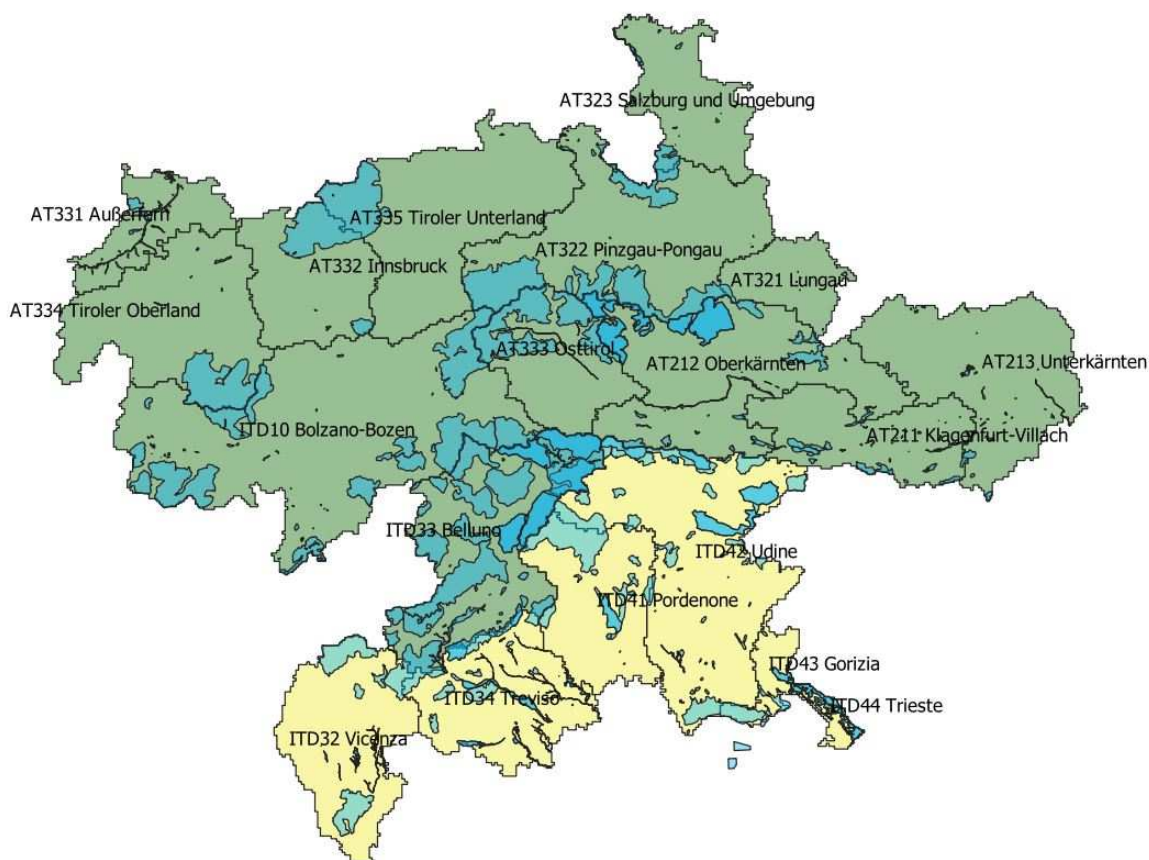 AT323 Salzburg und Umgebung
AT331 Außerfern
AT335 Tiroler Unterland
AT322 Pinzgau-Pongau
AT332 Innsbruck
AT321 Lungau
AT334 Tiroler Oberland
AT333 Osttirol
AT212 Oberkärnten
AT213 Unterkärnten
ITD10 Bolzano-Bozen
AT211 Klagenfurt-Villach
ITD33 Belluno
ITD42 Udine
ITD41 Pordenone
ITD43 Gorizia
ITD34 Treviso
ITD44 Trieste
ITD32 Vicenza